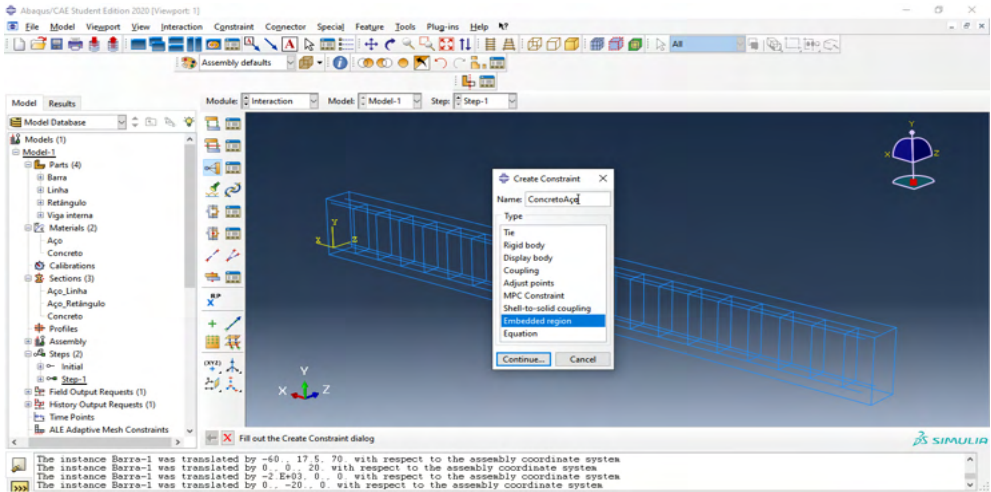 Abaqus/CAE Student Edition 2020 [Viewport: 1]
File Model Viewport View Interaction Constraint Connector Special Feature Tools Plug-ins Help
All
Assembly defaults
Model Results
Module: Interaction Model: Model-1 Step: Step-1
Model Database
Models (1)
Model-1
Parts (4)
Barra
Linha
Retângulo
Viga interna
Materials (2)
Aço
Concreto
Calibrations
Sections (3)
Aço_Linha
Aço_Retângulo
Concreto
Profiles
Assembly
Steps (2)
Initial
Step-1
Field Output Requests (1)
History Output Requests (1)
Time Points
ALE Adaptive Mesh Constraints
RP
(XYZ)
Y
X
Z
Y
Z
Y
X Z
Create Constraint
Name: ConcretoAço
Type
Tie
Rigid body
Display body
Coupling
Adjust points
MPC Constraint
Shell-to-solid coupling
Embedded region
Equation
Continue... Cancel
Fill out the Create Constraint dialog
SIMULIA
The instance Barra-1 was translated by -60., 17.5, 70. with respect to the assembly coordinate system
The instance Barra-1 was translated by 0., 0., 20. with respect to the assembly coordinate system
The instance Barra-1 was translated by -2.E+03, 0., 0. with respect to the assembly coordinate system
The instance Barra-1 was translated by 0., -20., 0. with respect to the assembly coordinate system